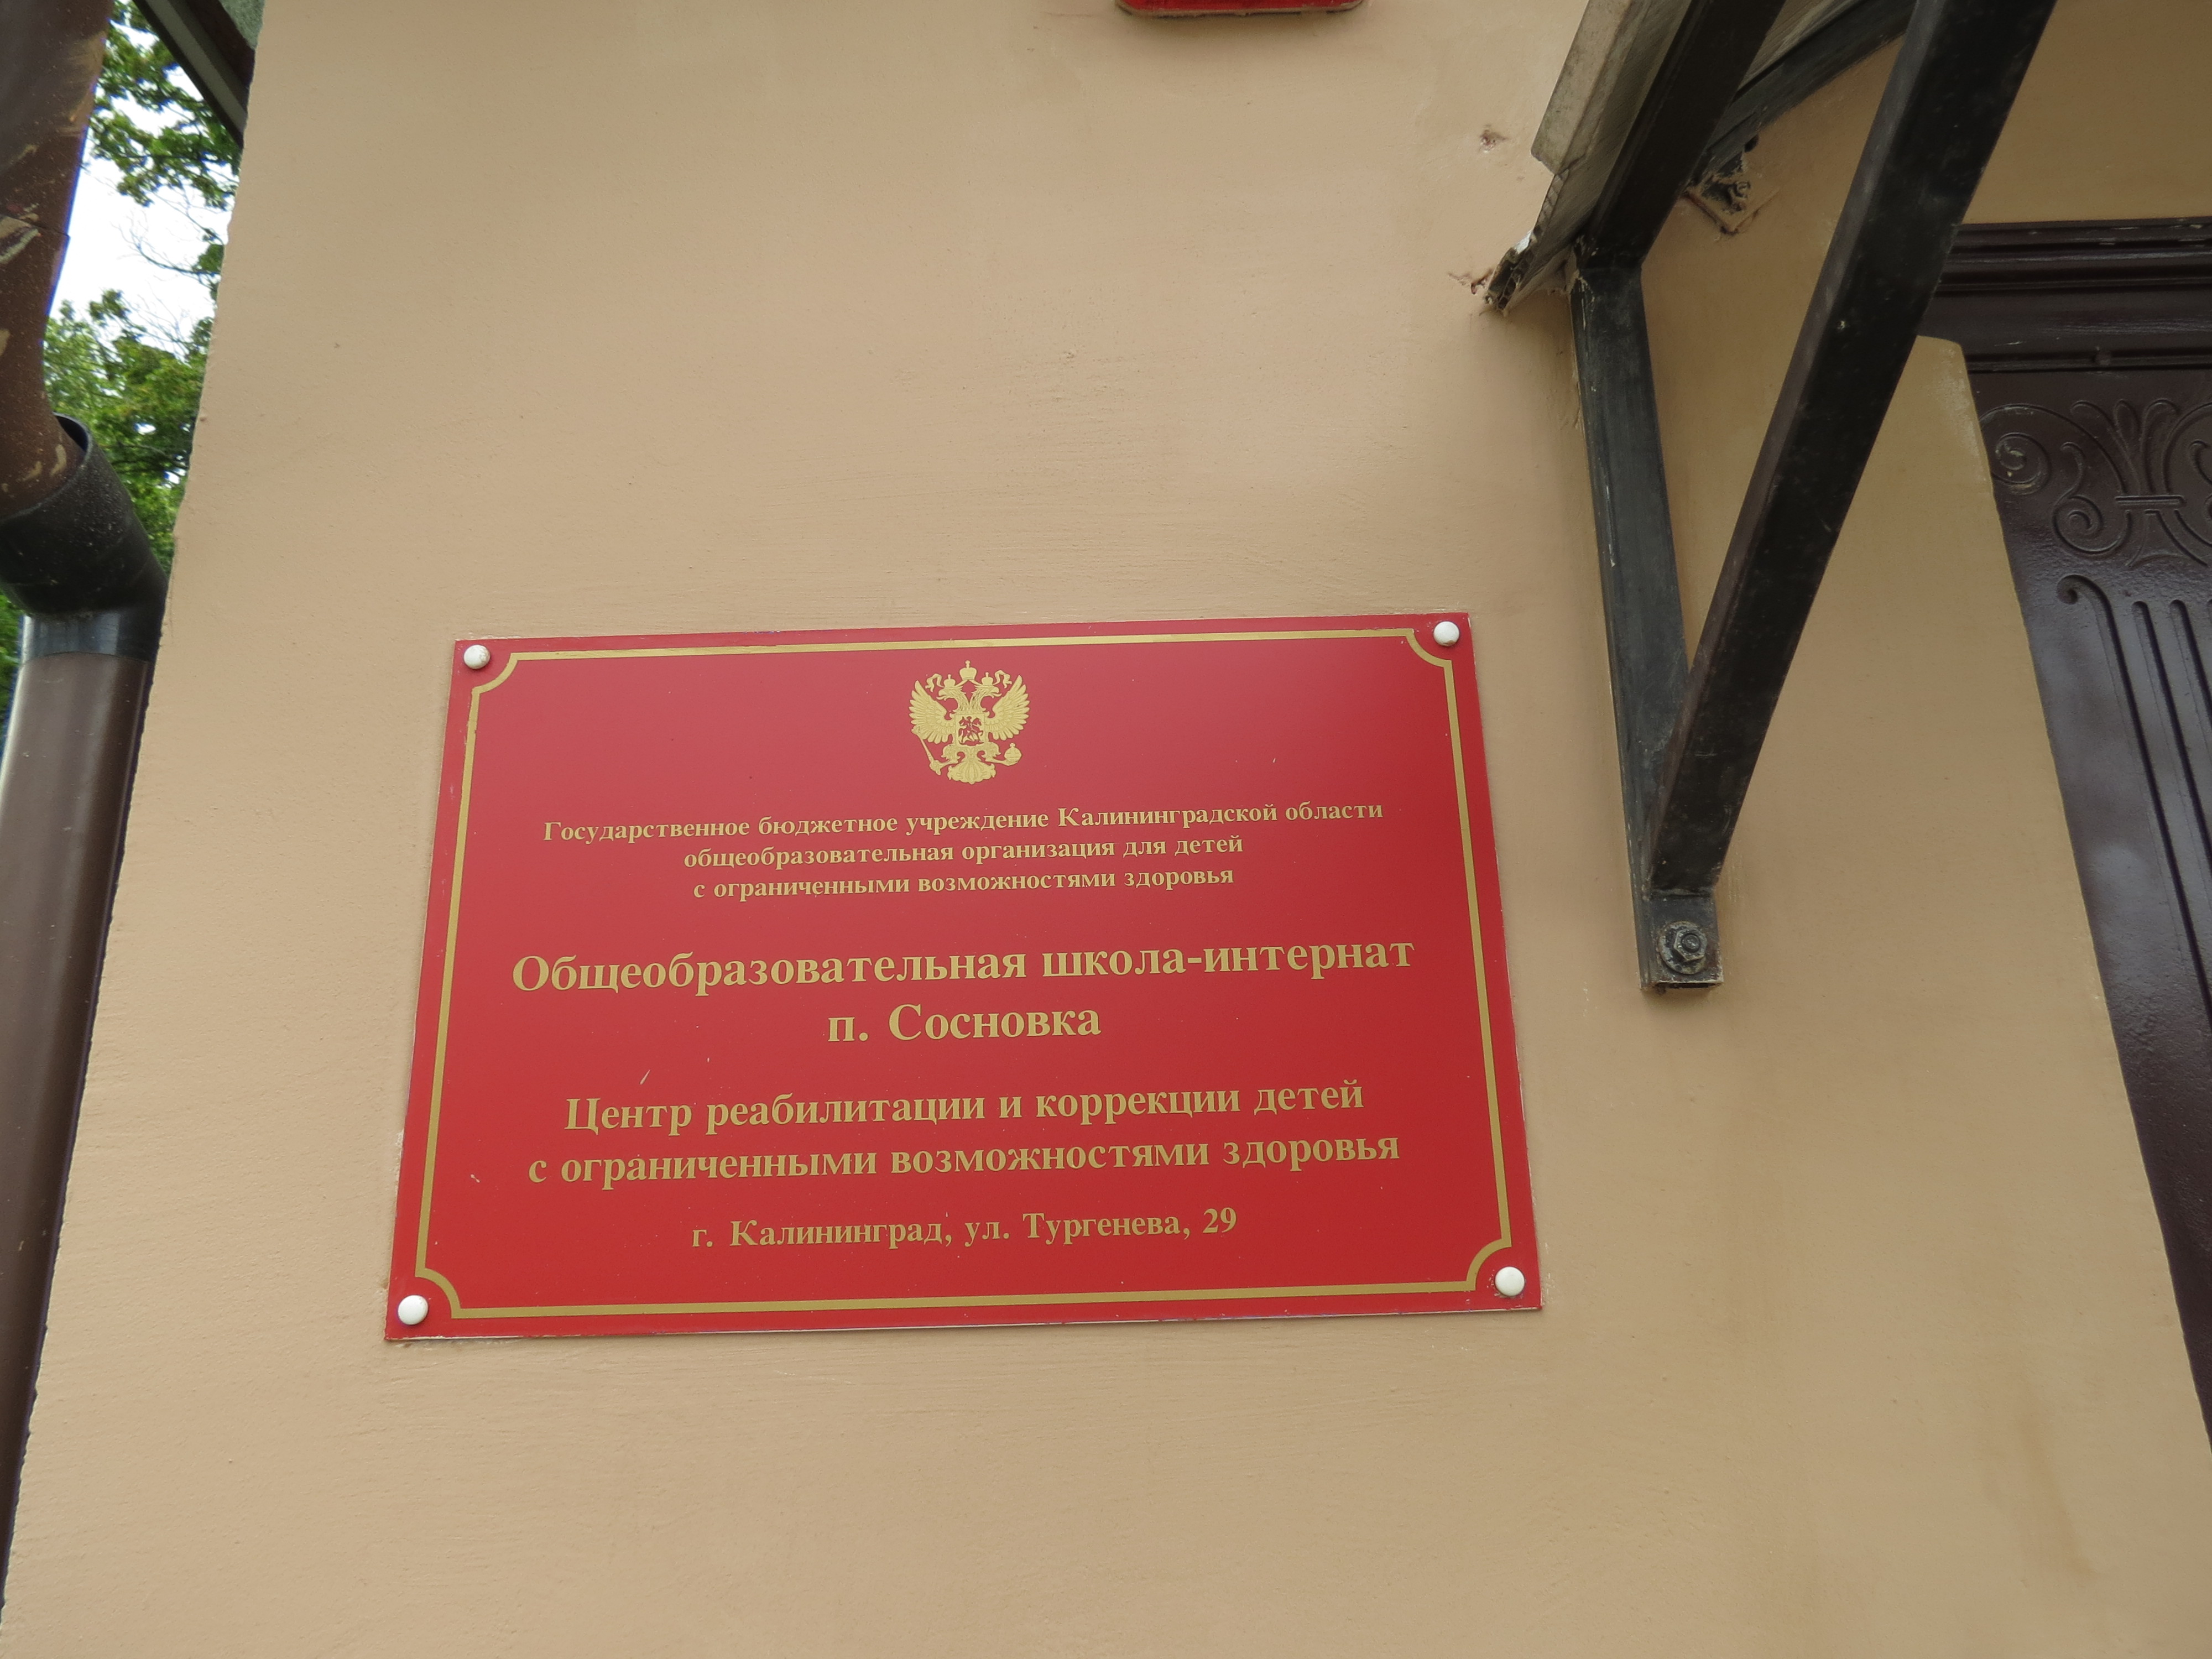 Государственное бюджетное учреждение Калининградской области
общеобразовательная организация для детей
с ограниченными возможностями здоровья
Общеобразовательная школа-интернат
п. Сосновка
Центр реабилитации и коррекции детей
с ограниченными возможностями здоровья
г. Калининград, ул. Тургенева, 29